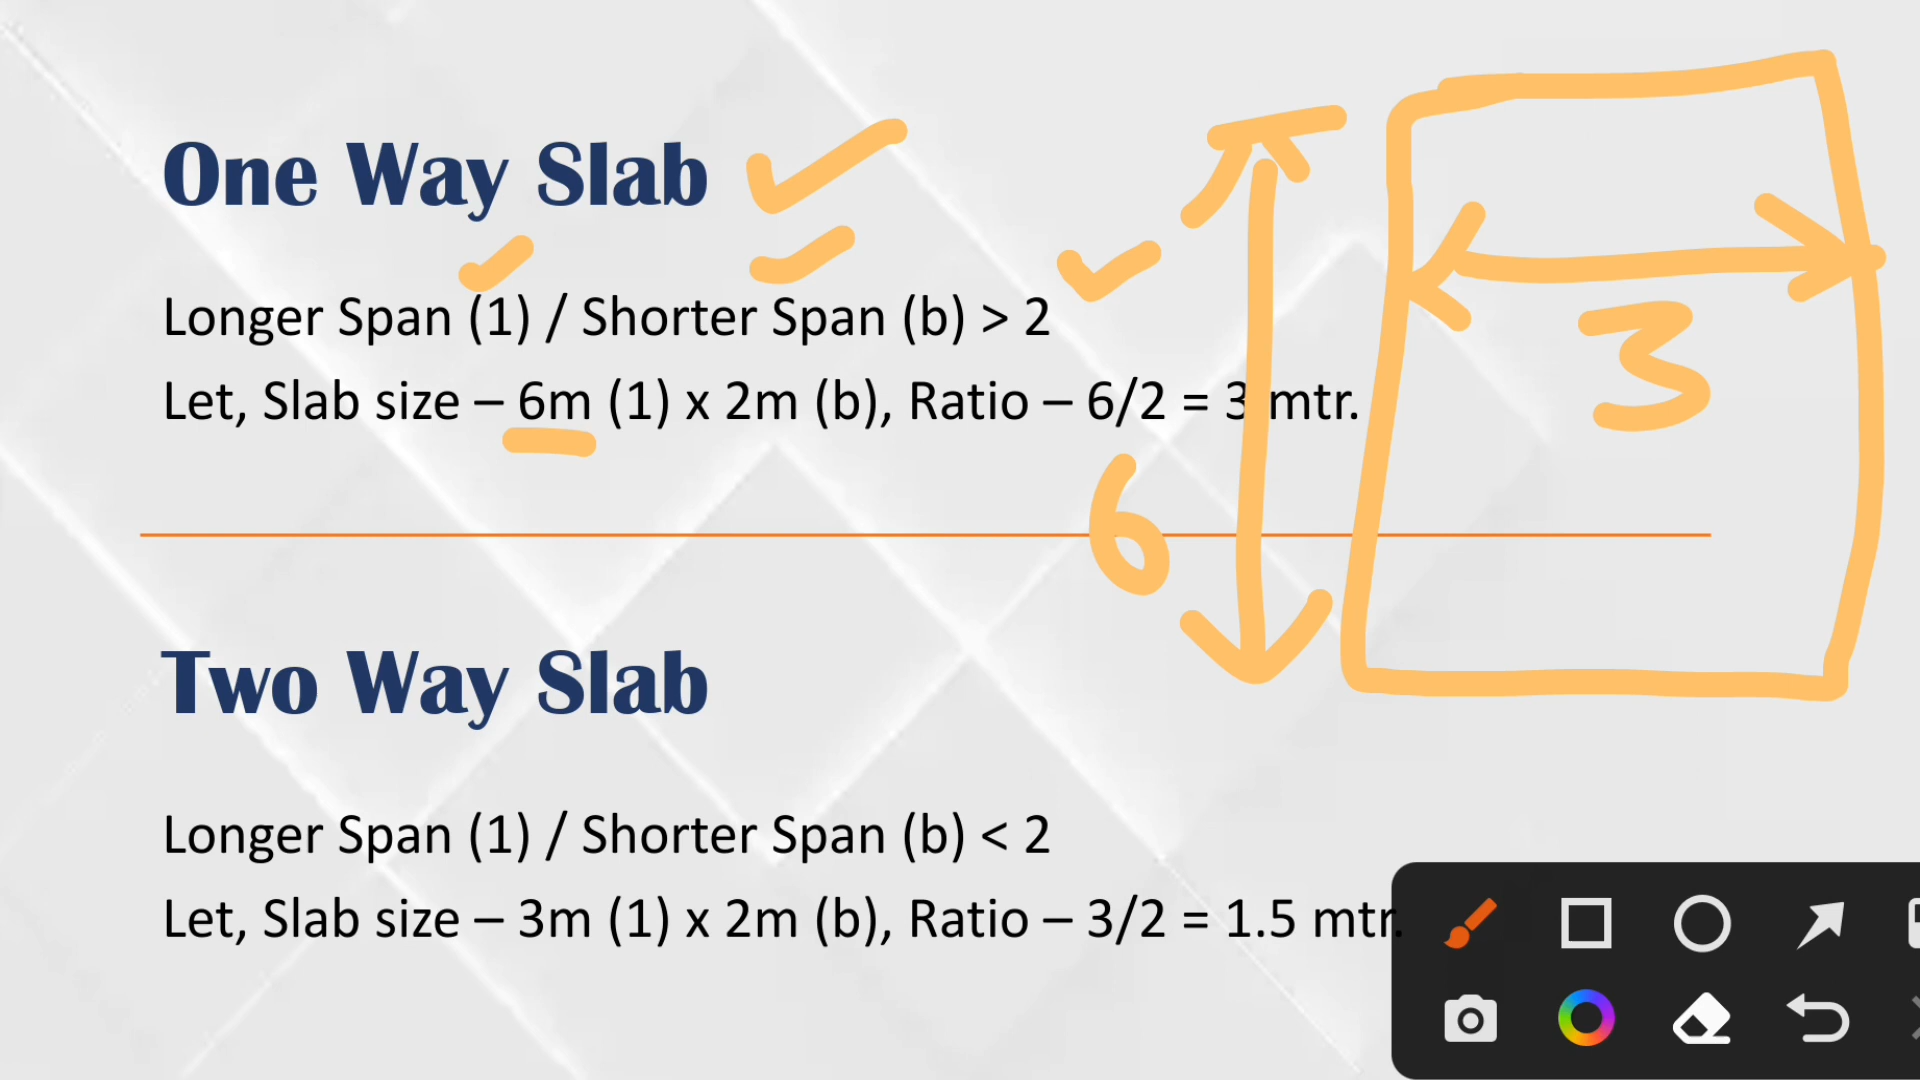 One Way Slab
Longer Span (1) / Shorter Span (b) > 2
Let, Slab size – 6m (1) x 2m (b), Ratio – 6/2 = 3 mtr.
3
6
Two Way Slab
Longer Span (1) / Shorter Span (b) < 2
Let, Slab size – 3m (1) x 2m (b), Ratio – 3/2 = 1.5 mtr.